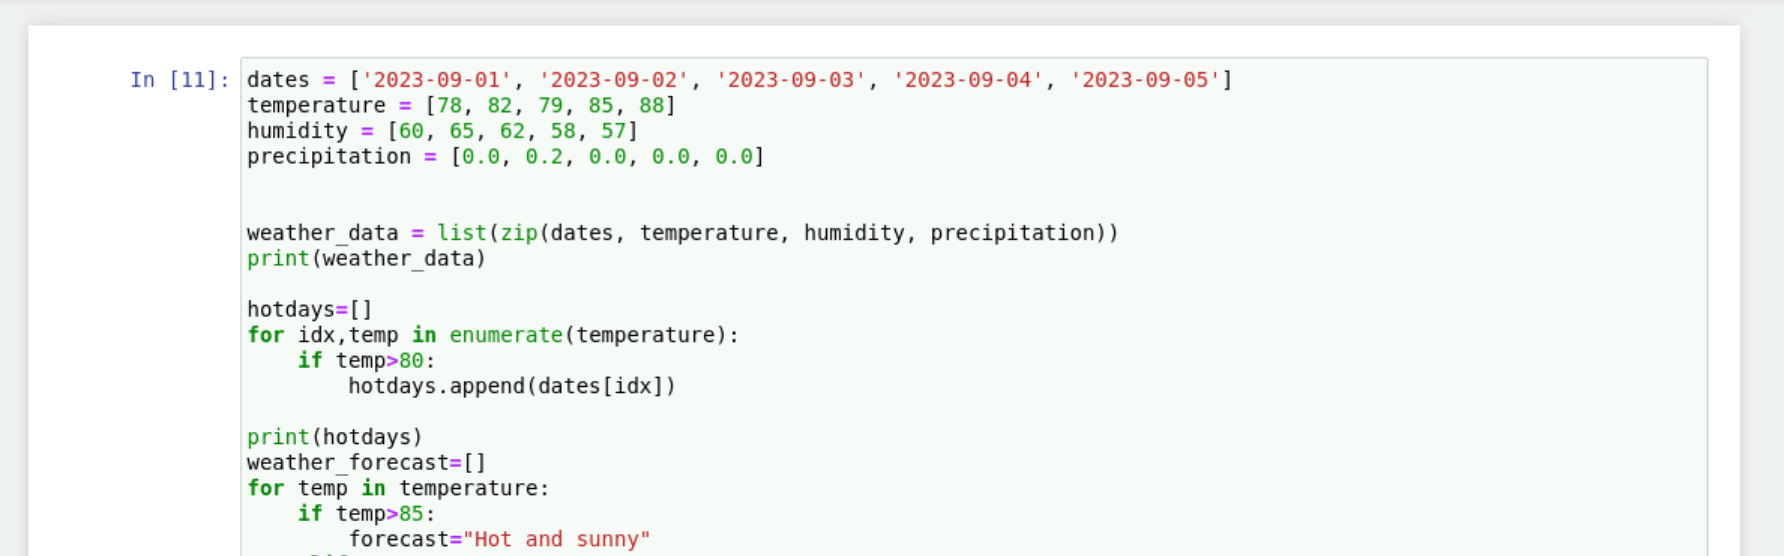 In [11]: dates = ['2023-09-01', '2023-09-02', '2023-09-03', '2023-09-04', '2023-09-05']
temperature = [78, 82, 79, 85, 88]
humidity = [60, 65, 62, 58, 57]
precipitation = [0.0, 0.2, 0.0, 0.0, 0.0]
weather_data = list(zip(dates, temperature, humidity, precipitation))
print(weather_data)
hotdays=[]
for idx,temp in enumerate(temperature):
    if temp>80:
        hotdays.append(dates[idx])
print(hotdays)
weather_forecast=[]
for temp in temperature:
    if temp>85:
        forecast="Hot and sunny"